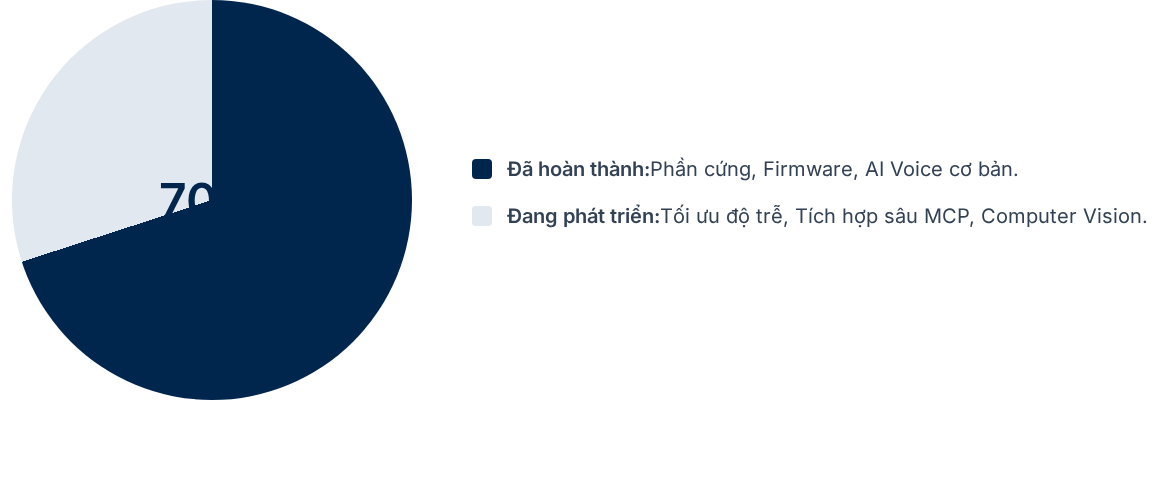 70
Đã hoàn thành:Phần cứng, Firmware, AI Voice cơ bản.
Đang phát triển:Tối ưu độ trễ, Tích hợp sâu MCP, Computer Vision.